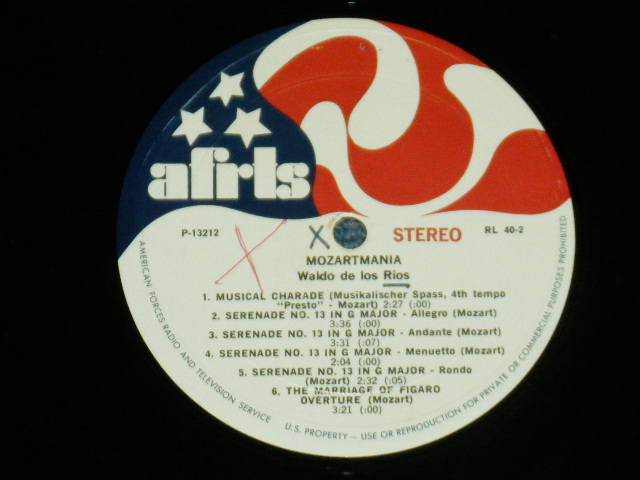 afrts
P-13212
X
X
STEREO
RL 40-2
MOZARTMANIA
Waldo de los Rios
1. MUSICAL CHARADE (Musikalischer Spass, 4th tempo
"Presto" - Mozart) 2:27 (:00)
2. SERENADE NO. 13 IN G MAJOR - Allegro (Mozart)
3:36 (:00)
3. SERENADE NO. 13 IN G MAJOR - Andante (Mozart)
3:31 (:07)
4. SERENADE NO. 13 IN G MAJOR - Menuetto (Mozart)
2:04 (:00)
5. SERENADE NO. 13 IN G MAJOR - Rondo
(Mozart) 2:32 (:05)
6. THE MARRIAGE OF FIGARO
OVERTURE (Mozart)
3:21 (:00)
AMERICAN FORCES RADIO AND TELEVISION SERVICE
U.S. PROPERTY — USE OR REPRODUCTION FOR PRIVATE OR COMMERCIAL PURPOSES PROHIBITED